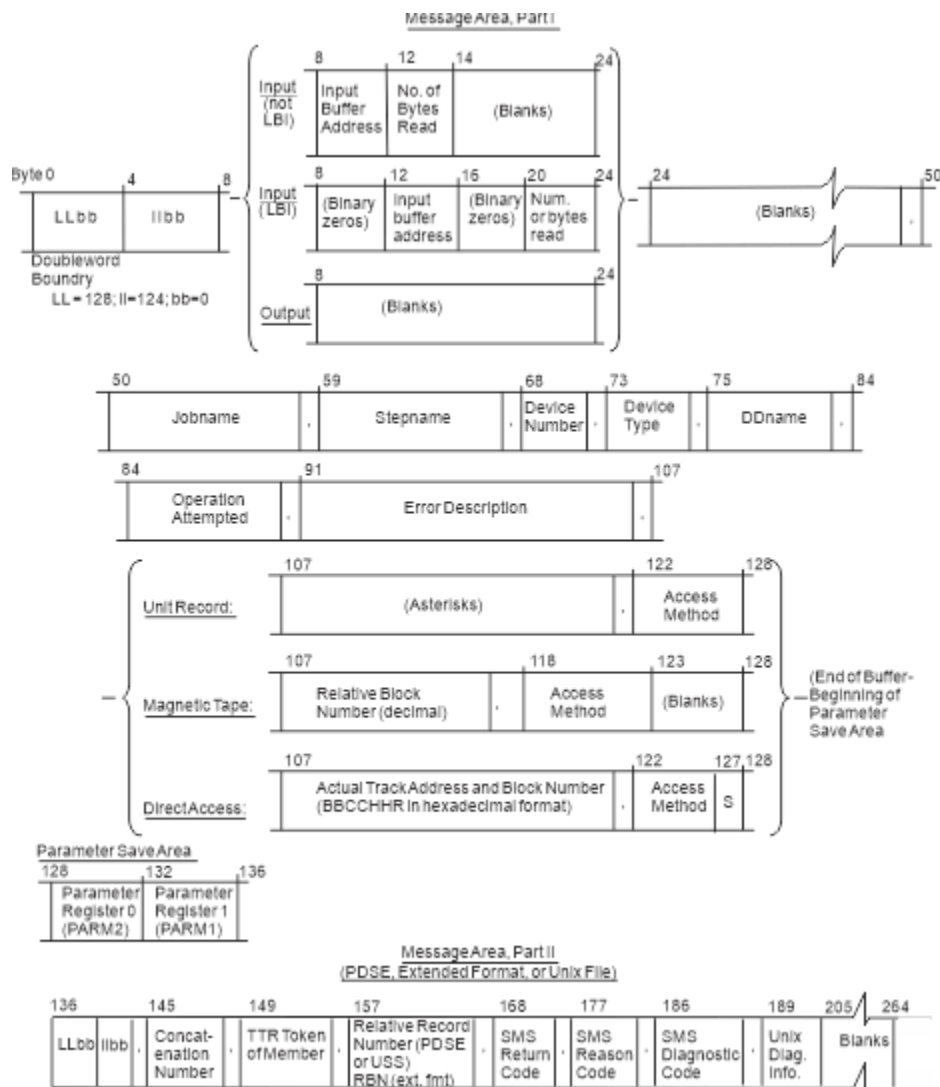 Message Area, Part I
8 12 14 24
Input (not LBI)
Input Buffer Address
No. of Bytes Read
(Blanks)
Byte 0 4 8
LLbb llbb
Doubleword Boundry
LL = 128; ll=124; bb=0
8 12 16 20 24
Input (LBI)
(Binary zeros)
Input buffer address
(Binary zeros)
Num. or bytes read
24 50
(Blanks) ,
8 24
Output
(Blanks)
50 59 68 73 75 84
Jobname ,
Stepname ,
Device Number ,
Device Type ,
DDname ,
84 91 107
Operation Attempted ,
Error Description ,
107 122 128
Unit Record:
(Asterisks) ,
Access Method
107 118 123 128
Magnetic Tape:
Relative Block Number (decimal) ,
Access Method
(Blanks)
107 122 127 128
Direct Access:
Actual Track Address and Block Number
(BBCCHHR in hexadecimal format) ,
Access Method
S
(End of Buffer-
Beginning of
Parameter
Save Area
Parameter Save Area
128 132 136
Parameter Register 0 (PARM2)
Parameter Register 1 (PARM1)
Message Area, Part II
(PDSE, Extended Format, or Unix File)
136 145 149 157 168 177 186 189 205 264
LLbb llbb ,
Concat-
enation
Number ,
TTR Token
of Member ,
Relative Record
Number (PDSE
or USS)
RBN (ext. fmt) ,
SMS
Return
Code ,
SMS
Reason
Code ,
SMS
Diagnostic
Code ,
Unix
Diag.
Info.
Blanks